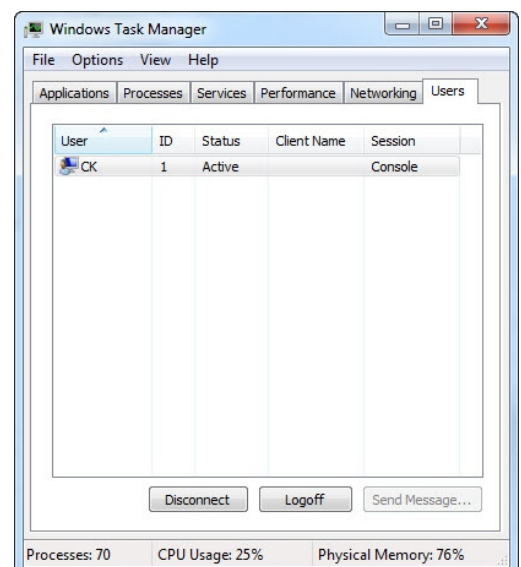 Windows Task Manager
File Options View Help
Applications Processes Services Performance Networking Users
User ID Status Client Name Session
CK 1 Active Console
Disconnect Logoff Send Message...
Processes: 70 CPU Usage: 25% Physical Memory: 76%